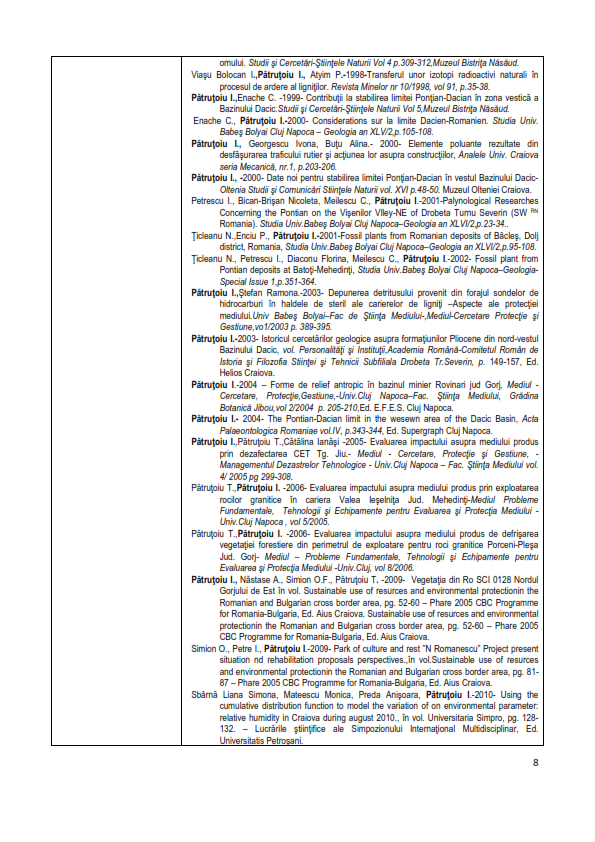 omului. Studii şi Cercetări-Ştiinţele Naturii Vol 4 p.309-312,Muzeul Bistriţa Năsăud.
Viaşu Bolocan I.,Pătruţoiu I., Atyim P.-1998-Transferul unor izotopi radioactivi naturali în
procesul de ardere al ligniţilor. Revista Minelor nr 10/1998, vol 91, p.35-38.
Pătruţoiu I.,Enache C. -1999- Contribuţii la stabilirea limitei Ponţian-Dacian în zona vestică a
Bazinului Dacic.Studii şi Cercetări-Ştiinţele Naturii Vol 5,Muzeul Bistriţa Năsăud.
Enache C., Pătruţoiu I.-2000- Considerations sur la limite Dacien-Romanien. Studia Univ.
Babeş Bolyai Cluj Napoca – Geologia an XLV/2,p.105-108.
Pătruţoiu I., Georgescu Ivona, Buţu Alina.- 2000- Elemente poluante rezultate din
desfăşurarea traficului rutier şi acţiunea lor asupra construcţiilor, Analele Univ. Craiova
seria Mecanică, nr.1, p.203-206.
Pătruţoiu I., -2000- Date noi pentru stabilirea limitei Ponţian-Dacian în vestul Bazinului Dacic-
Oltenia Studii şi Comunicări Stiinţele Naturii vol. XVI p.48-50. Muzeul Olteniei Craiova.
Petrescu I., Bican-Brişan Nicoleta, Meilescu C., Pătruţoiu I.-2001-Palynological Researches
Concerning the Pontian on the Vişenilor Vlley-NE of Drobeta Turnu Severin (SW RN
Romania). Studia Univ.Babeş Bolyai Cluj Napoca–Geologia an XLVI/2,p.23-34..
Ţicleanu N.,Enciu P., Pătruţoiu I.-2001-Fossil plants from Romanian deposits of Bâcleş, Dolj
district, Romania, Studia Univ.Babeş Bolyai Cluj Napoca–Geologia an XLVI/2,p.95-108.
Ţicleanu N., Petrescu I., Diaconu Florina, Meilescu C., Pătruţoiu I.-2002- Fossil plant from
Pontian deposits at Batoţi-Mehedinţi, Studia Univ.Babeş Bolyai Cluj Napoca–Geologia-
Special Issue 1,p.351-364.
Pătruţoiu I.,Ştefan Ramona.-2003- Depunerea detritusului provenit din forajul sondelor de
hidrocarburi în haldele de steril ale carierelor de ligniţi –Aspecte ale protecţiei
mediului.Univ Babeş Bolyai–Fac de Ştiinţa Mediului-,Mediul-Cercetare Protecţie şi
Gestiune,vo1/2003 p. 389-395.
Pătruţoiu I.-2003- Istoricul cercetărilor geologice asupra formaţiunilor Pliocene din nord-vestul
Bazinului Dacic, vol. Personalităţi şi Instituţii,Academia Română-Comitetul Român de
Istoria şi Filozofia Stiinţei şi Tehnicii Subfiliala Drobeta Tr.Severin, p. 149-157, Ed.
Helios Craiova.
Pătruţoiu I.-2004 – Forme de relief antropic în bazinul minier Rovinari jud Gorj, Mediul -
Cercetare, Protecţie,Gestiune,-Univ.Cluj Napoca–Fac. Ştiinţa Mediului, Grădina
Botanică Jibou,vol 2/2004 p. 205-210,Ed. E.F.E.S. Cluj Napoca.
Pătruţoiu I.- 2004- The Pontian-Dacian limit in the wesewn area of the Dacic Basin, Acta
Palaeontologica Romaniae vol.IV, p.343-344, Ed. Supergraph Cluj Napoca.
Pătruţoiu I.,Pătruţoiu T.,Cătălina Ianăşi -2005- Evaluarea impactului asupra mediului produs
prin dezafectarea CET Tg. Jiu.- Mediul - Cercetare, Protecţie şi Gestiune, -
Managementul Dezastrelor Tehnologice - Univ.Cluj Napoca – Fac. Ştiinţa Mediului vol.
4/ 2005 pg 299-308.
Pătruţoiu T.,Pătruţoiu I. -2006- Evaluarea impactului asupra mediului produs prin exploatarea
rocilor granitice în cariera Valea Ieşelniţa Jud. Mehedinţi-Mediul Probleme
Fundamentale, Tehnologii şi Echipamente pentru Evaluarea şi Protecţia Mediului -
Univ.Cluj Napoca , vol 5/2005.
Pătruţoiu T.,Pătruţoiu I. -2006- Evaluarea impactului asupra mediului produs de defrişarea
vegetaţiei forestiere din perimetrul de exploatare pentru roci granitice Porceni-Pleşa
Jud. Gorj- Mediul – Probleme Fundamentale, Tehnologii şi Echipamente pentru
Evaluarea şi Protecţia Mediului -Univ.Cluj, vol 8/2006.
Pătruţoiu I., Năstase A., Simion O.F., Pătruţoiu T. -2009- Vegetaţia din Ro SCI 0128 Nordul
Gorjului de Est în vol. Sustainable use of resurces and environmental protectionin the
Romanian and Bulgarian cross border area, pg. 52-60 – Phare 2005 CBC Programme
for Romania-Bulgaria, Ed. Aius Craiova. Sustainable use of resurces and environmental
protectionin the Romanian and Bulgarian cross border area, pg. 52-60 – Phare 2005
CBC Programme for Romania-Bulgaria, Ed. Aius Craiova.
Simion O., Petre I., Pătruţoiu I.-2009- Park of culture and rest "N Romanescu" Project present
situation nd rehabilitation proposals perspectives.,în vol.Sustainable use of resurces
and environmental protectionin the Romanian and Bulgarian cross border area, pg. 81-
87 – Phare 2005 CBC Programme for Romania-Bulgaria, Ed. Aius Craiova.
Sbârnă Liana Simona, Mateescu Monica, Preda Anişoara, Pătruţoiu I.-2010- Using the
cumulative distribution function to model the variation of on environmental parameter:
relative humidity in Craiova during august 2010., în vol. Universitaria Simpro, pg. 128-
132. – Lucrările ştiinţifice ale Simpozionului Internaţional Multidisciplinar, Ed.
Universitatis Petroşani.
8